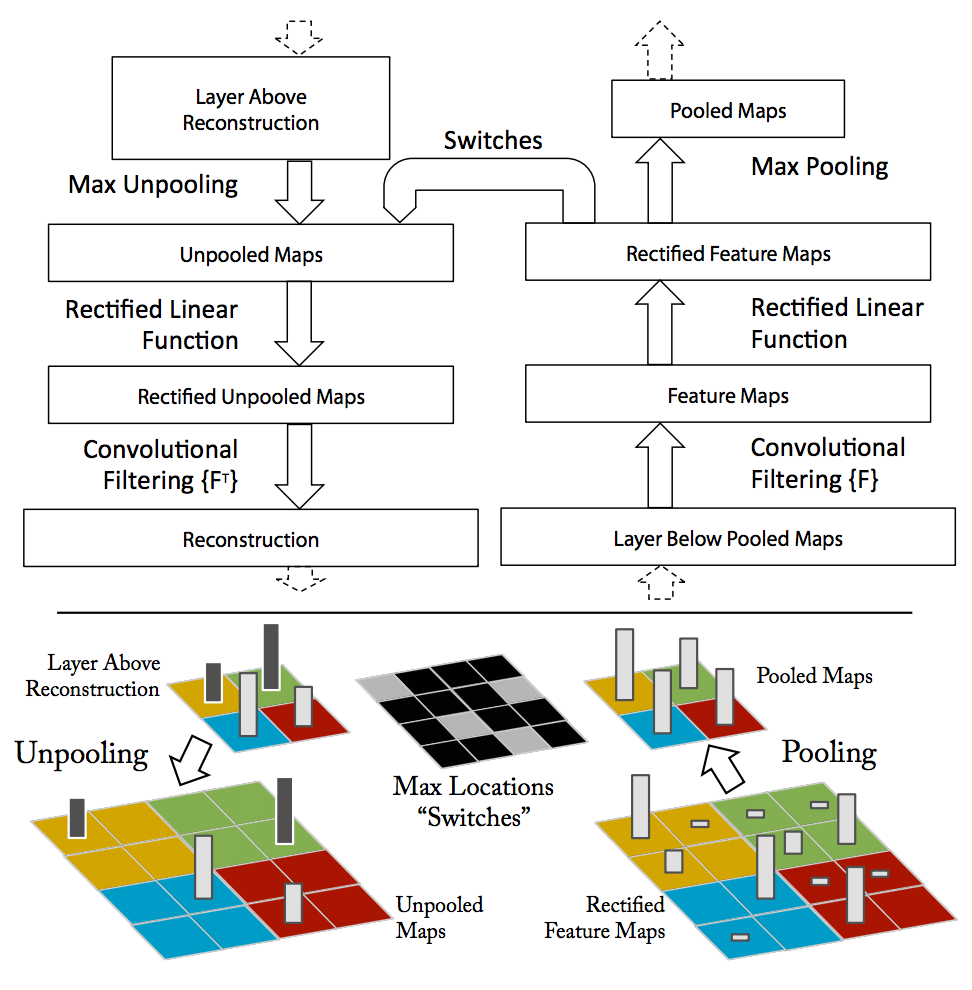 Layer Above
Reconstruction
Pooled Maps
Switches
Max Unpooling
Max Pooling
Unpooled Maps
Rectified Feature Maps
Rectified Linear
Function
Rectified Linear
Function
Rectified Unpooled Maps
Feature Maps
Convolutional
Filtering {Fᵀ}
Convolutional
Filtering {F}
Reconstruction
Layer Below Pooled Maps
Layer Above
Reconstruction
Pooled Maps
Unpooling
Pooling
Max Locations
“Switches”
Unpooled
Maps
Rectified
Feature Maps